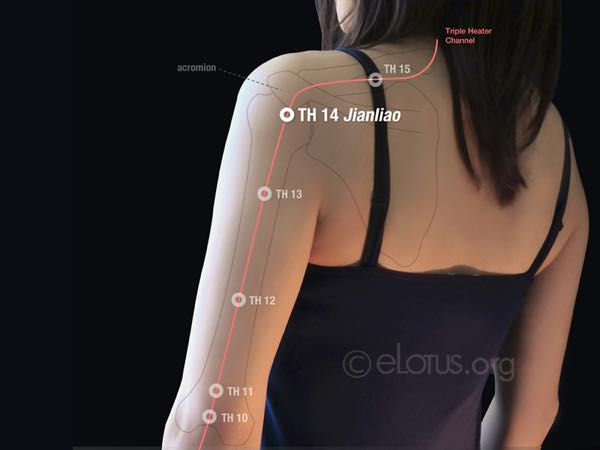 Triple Heater
Channel
acromion
TH 15
TH 14 Jianliao
TH 13
TH 12
© eLotus.org
TH 11
TH 10